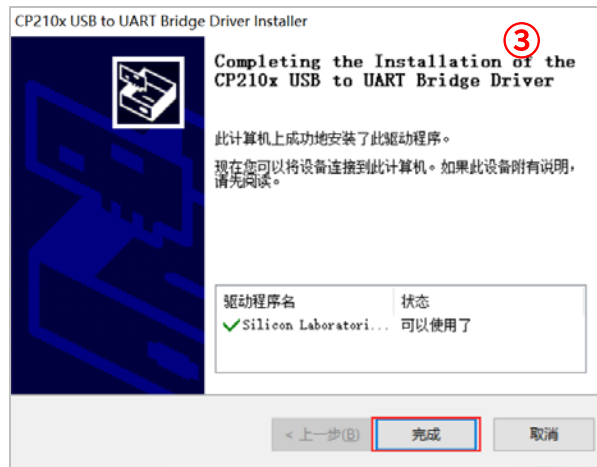 CP210x USB to UART Bridge Driver Installer
③
Completing the Installation of the
CP210x USB to UART Bridge Driver
此计算机上成功地安装了此驱动程序。
现在您可以将设备连接到此计算机。如果此设备附有说明，
请先阅读。
驱动程序名 状态
Silicon Laboratori... 可以使用了
< 上一步(B) 完成 取消